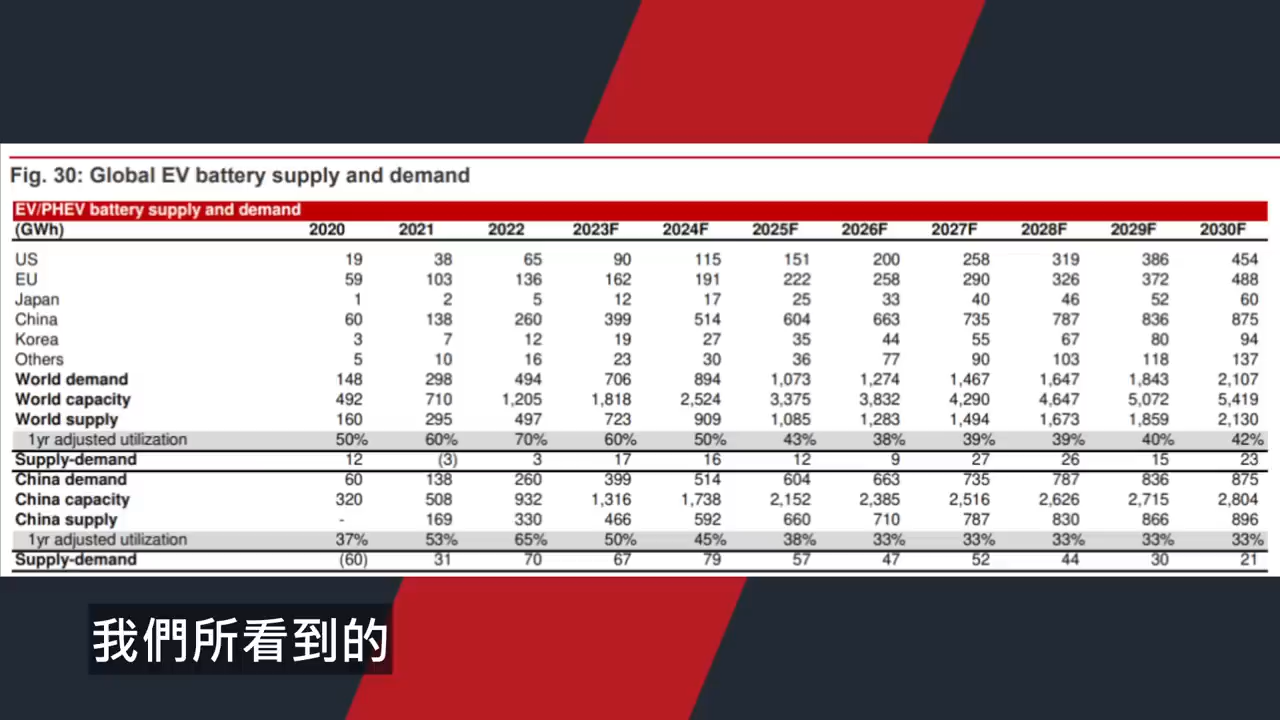 Fig. 30: Global EV battery supply and demand
EV/PHEV battery supply and demand
(GWh) 2020 2021 2022 2023F 2024F 2025F 2026F 2027F 2028F 2029F 2030F
US 19 38 65 90 115 151 200 258 319 386 454
EU 59 103 136 162 191 222 258 290 326 372 488
Japan 1 2 5 12 17 25 33 40 46 52 60
China 60 138 260 399 514 604 663 735 787 836 875
Korea 3 7 12 19 27 35 44 55 67 80 94
Others 5 10 16 23 30 36 77 90 103 118 137
World demand 148 298 494 706 894 1,073 1,274 1,467 1,647 1,843 2,107
World capacity 492 710 1,205 1,818 2,524 3,375 3,832 4,290 4,647 5,072 5,419
World supply 160 295 497 723 909 1,085 1,283 1,494 1,673 1,859 2,130
1yr adjusted utilization 50% 60% 70% 60% 50% 43% 38% 39% 39% 40% 42%
Supply-demand 12 (3) 3 17 16 12 9 27 26 15 23
China demand 60 138 260 399 514 604 663 735 787 836 875
China capacity 320 508 932 1,316 1,738 2,152 2,385 2,516 2,626 2,715 2,804
China supply - 169 330 466 592 660 710 787 830 866 896
1yr adjusted utilization 37% 53% 65% 50% 45% 38% 33% 33% 33% 33% 33%
Supply-demand (60) 31 70 67 79 57 47 52 44 30 21
我們所看到的